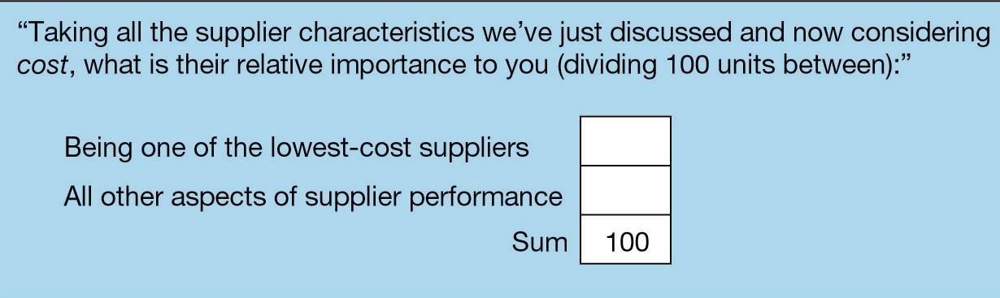 “Taking all the supplier characteristics we’ve just discussed and now considering
cost, what is their relative importance to you (dividing 100 units between):”
Being one of the lowest-cost suppliers
All other aspects of supplier performance
Sum 100